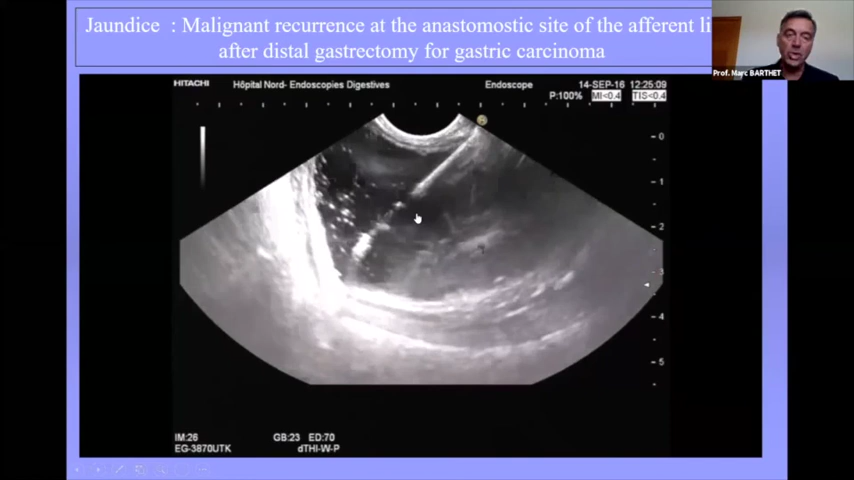 Jaundice : Malignant recurrence at the anastomostic site of the afferent li
after distal gastrectomy for gastric carcinoma
Prof. Marc BARTHET
HITACHI Hôpital Nord- Endoscopies Digestives Endoscope 14-SEP-16 12:25:09
P:100% MI<0.4 TIS<0.4
0
1
2
3
4
5
IM:26 GB:23 ED:70
EG-3870UTK dTHI-W-P